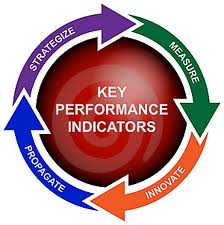 STRATEGIZE
MEASURE
KEY
PERFORMANCE
INDICATORS
PROPAGATE
INNOVATE